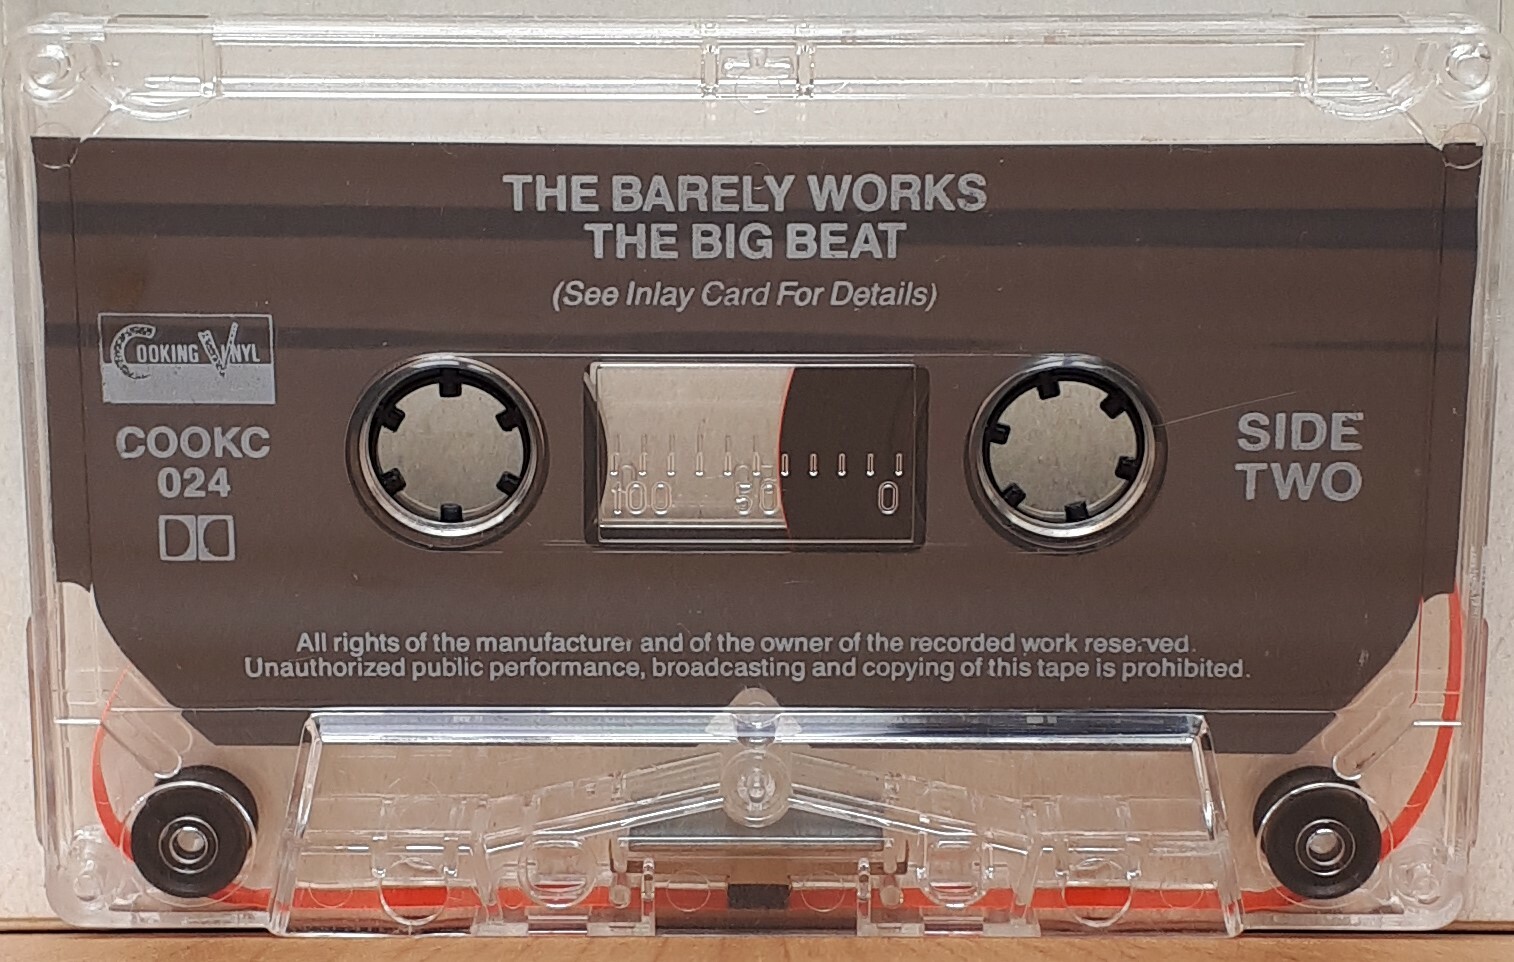 THE BARELY WORKS
THE BIG BEAT
(See Inlay Card For Details)
COOKING VINYL
COOKC
024
SIDE
TWO
100 50 0
All rights of the manufacturer and of the owner of the recorded work reserved.
Unauthorized public performance, broadcasting and copying of this tape is prohibited.